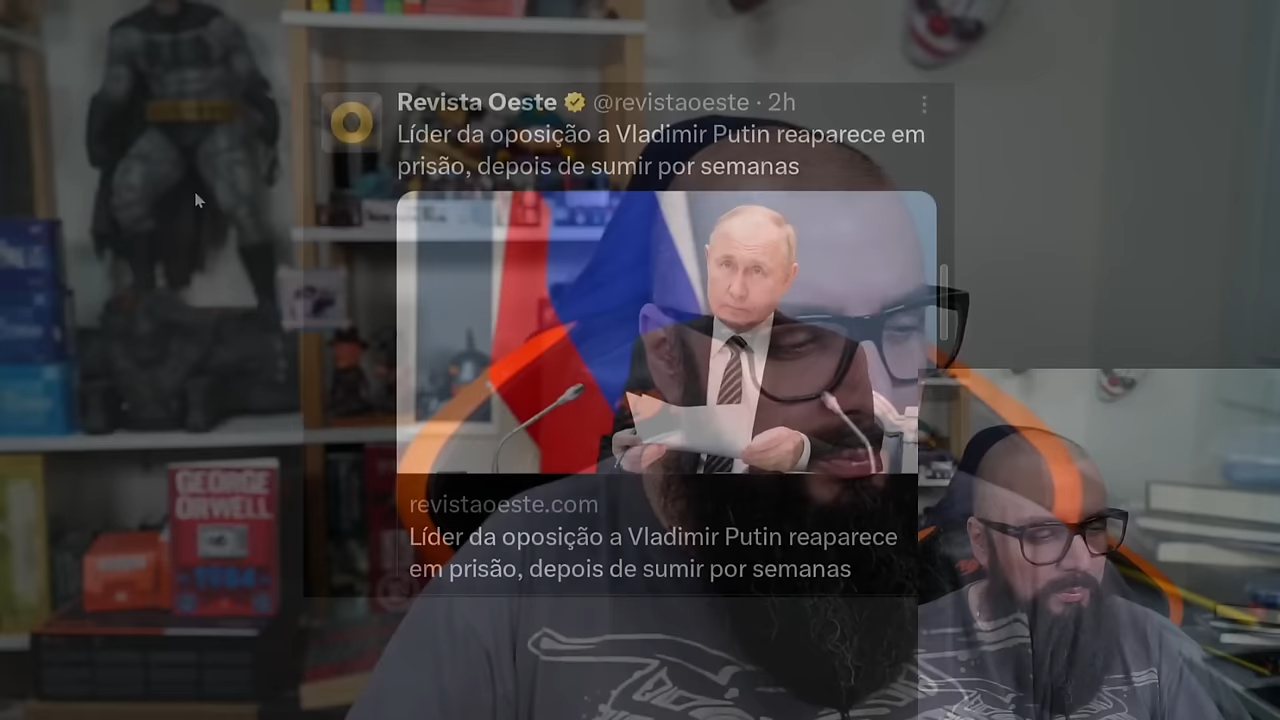 Revista Oeste @revistaoeste · 2h
Líder da oposição a Vladimir Putin reaparece em
prisão, depois de sumir por semanas
revistaoeste.com
Líder da oposição a Vladimir Putin reaparece
em prisão, depois de sumir por semanas
GEORGE
ORWELL
1984